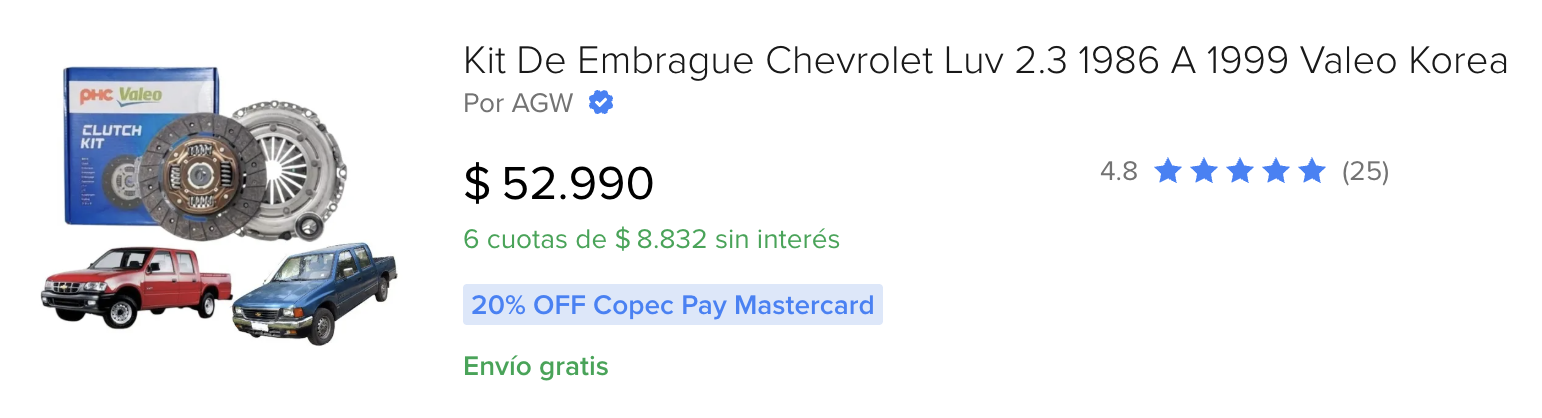 Kit De Embrague Chevrolet Luv 2.3 1986 A 1999 Valeo Korea
Por AGW
PHC Valeo
CLUTCH
KIT
$ 52.990
4.8 (25)
6 cuotas de $ 8.832 sin interés
20% OFF Copec Pay Mastercard
Envío gratis